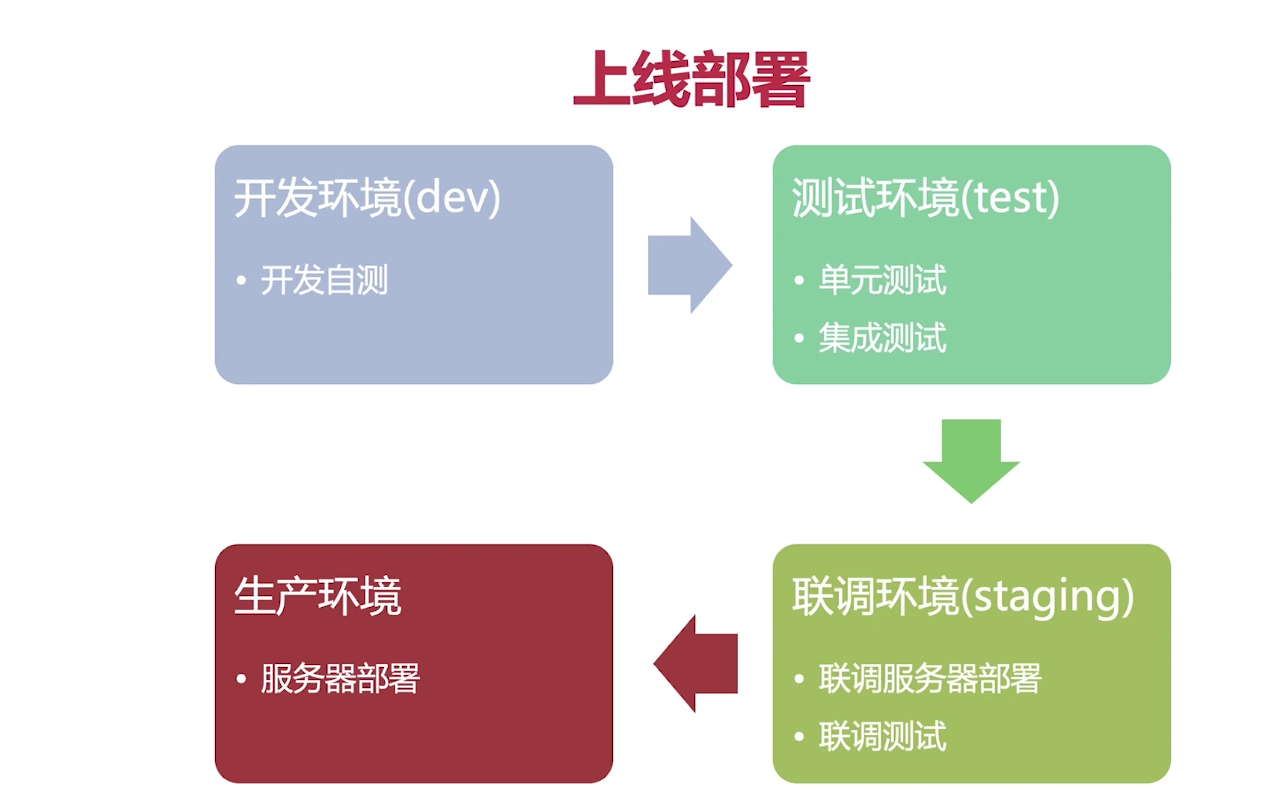 上线部署
开发环境(dev)
• 开发自测
测试环境(test)
• 单元测试
• 集成测试
联调环境(staging)
• 联调服务器部署
• 联调测试
生产环境
• 服务器部署